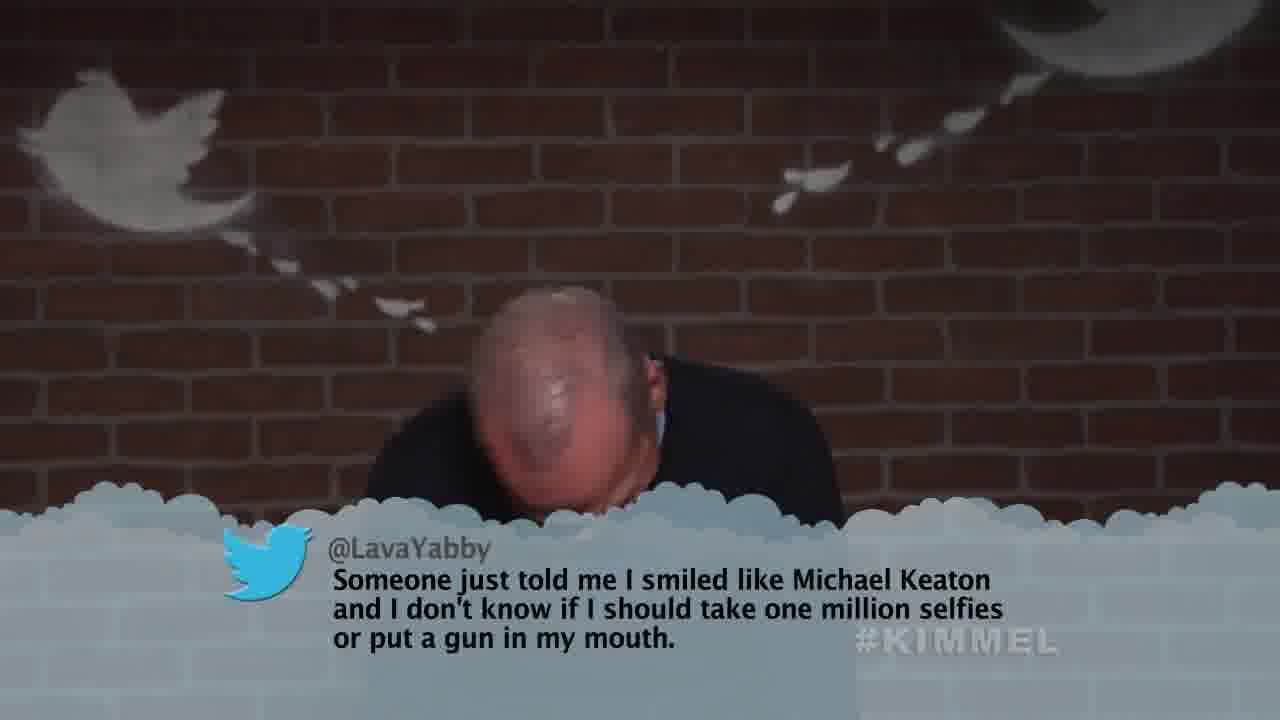 @LavaYabby
Someone just told me I smiled like Michael Keaton
and I don't know if I should take one million selfies
or put a gun in my mouth.
#KIMMEL